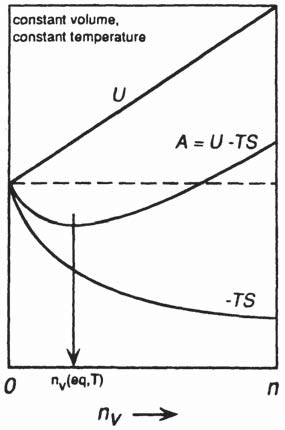 constant volume,
constant temperature
U
A = U -TS
-TS
0
nv(eq,T)
n
nv